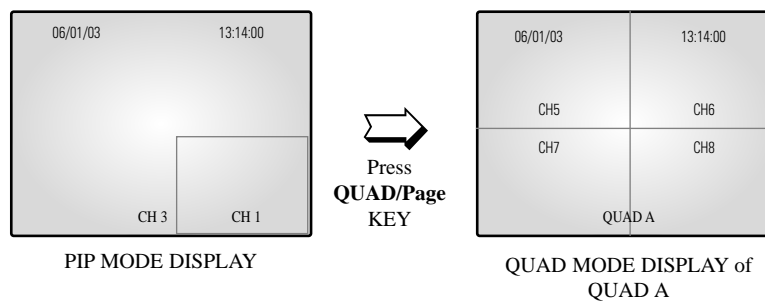 06/01/03 13:14:00
CH 3 CH 1
PIP MODE DISPLAY
Press
QUAD/Page
KEY
06/01/03 13:14:00
CH5 CH6
CH7 CH8
QUAD A
QUAD MODE DISPLAY of
QUAD A